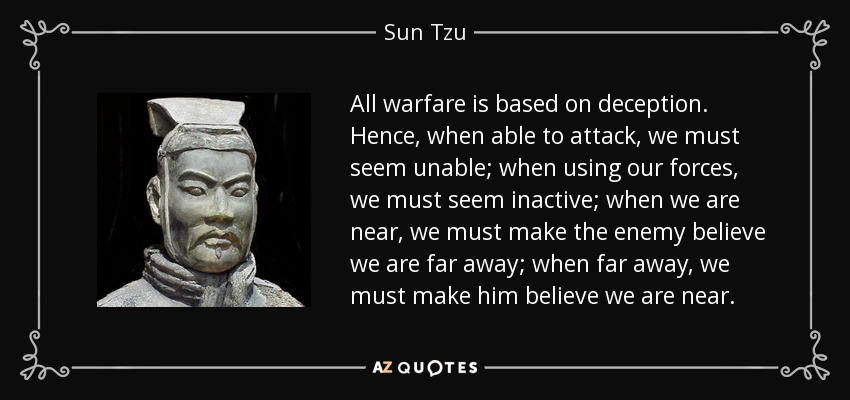 Sun Tzu
All warfare is based on deception.
Hence, when able to attack, we must
seem unable; when using our forces,
we must seem inactive; when we are
near, we must make the enemy believe
we are far away; when far away, we
must make him believe we are near.
AZ QUOTES